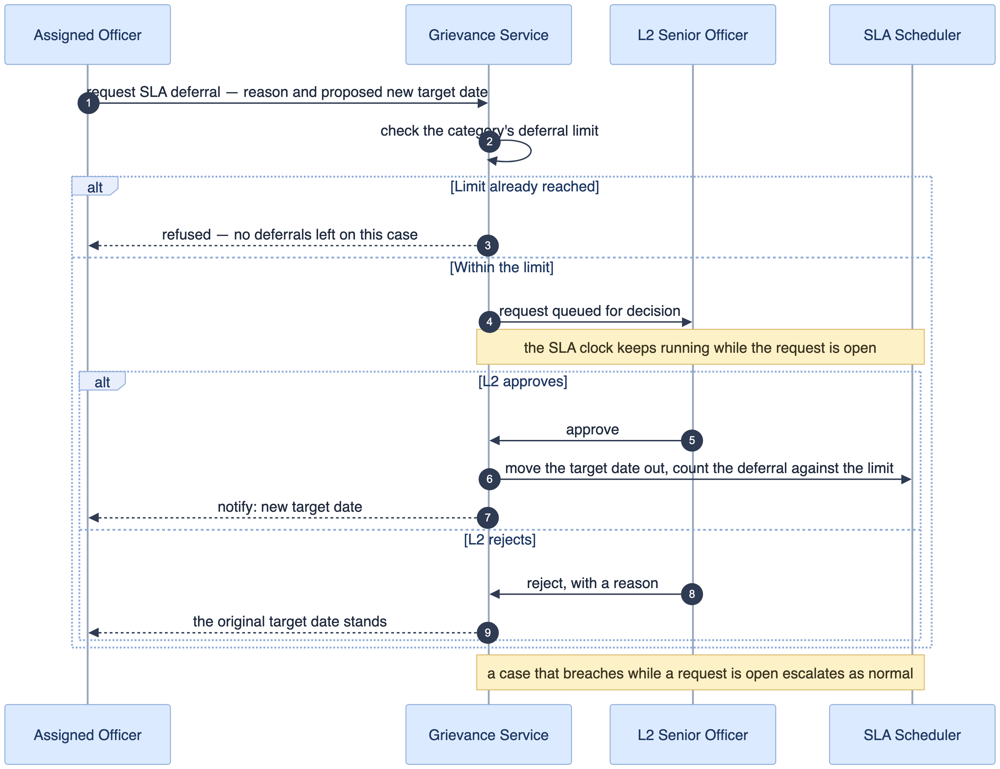 Assigned Officer
Grievance Service
L2 Senior Officer
SLA Scheduler
request SLA deferral — reason and proposed new target date
1
check the category's deferral limit
2
alt
[Limit already reached]
refused — no deferrals left on this case
3
[Within the limit]
request queued for decision
4
the SLA clock keeps running while the request is open
alt
[L2 approves]
approve
5
move the target date out, count the deferral against the limit
6
notify: new target date
7
[L2 rejects]
reject, with a reason
8
the original target date stands
9
a case that breaches while a request is open escalates as normal
Assigned Officer
Grievance Service
L2 Senior Officer
SLA Scheduler